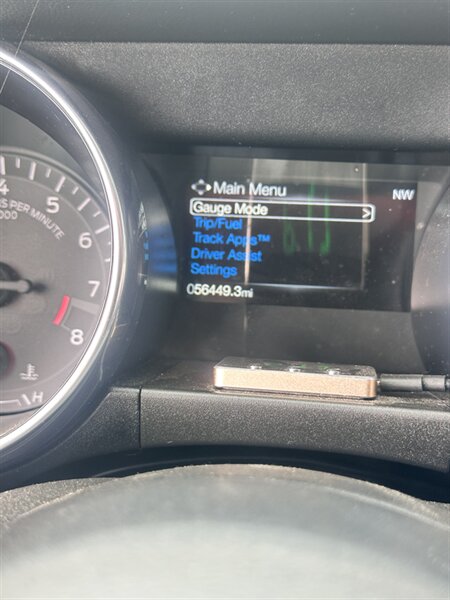 Main Menu
NW
Gauge Mode >
Trip/Fuel
Track Apps™
Driver Assist
Settings
056449.3mi
4
5
6
7
8
PER MINUTE
000
H